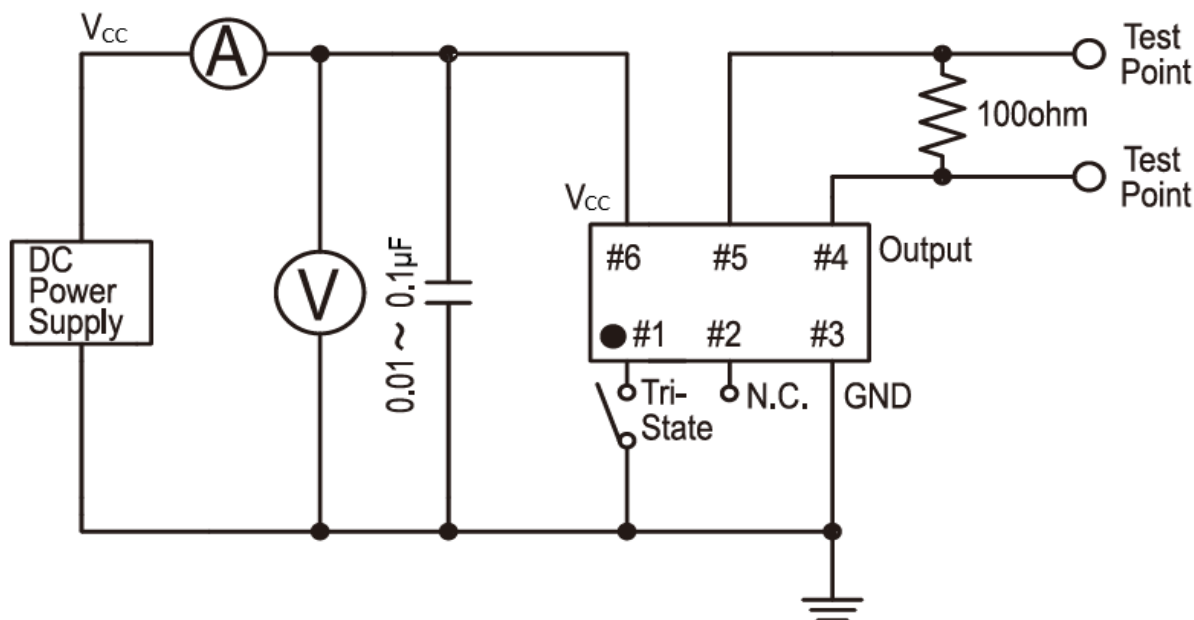 VCC
A
Test
Point
100ohm
Test
Point
VCC
DC
Power
Supply
V
0.01 ~ 0.1µF
#6 #5 #4
Output
#1 #2 #3
Tri-
State
N.C.
GND